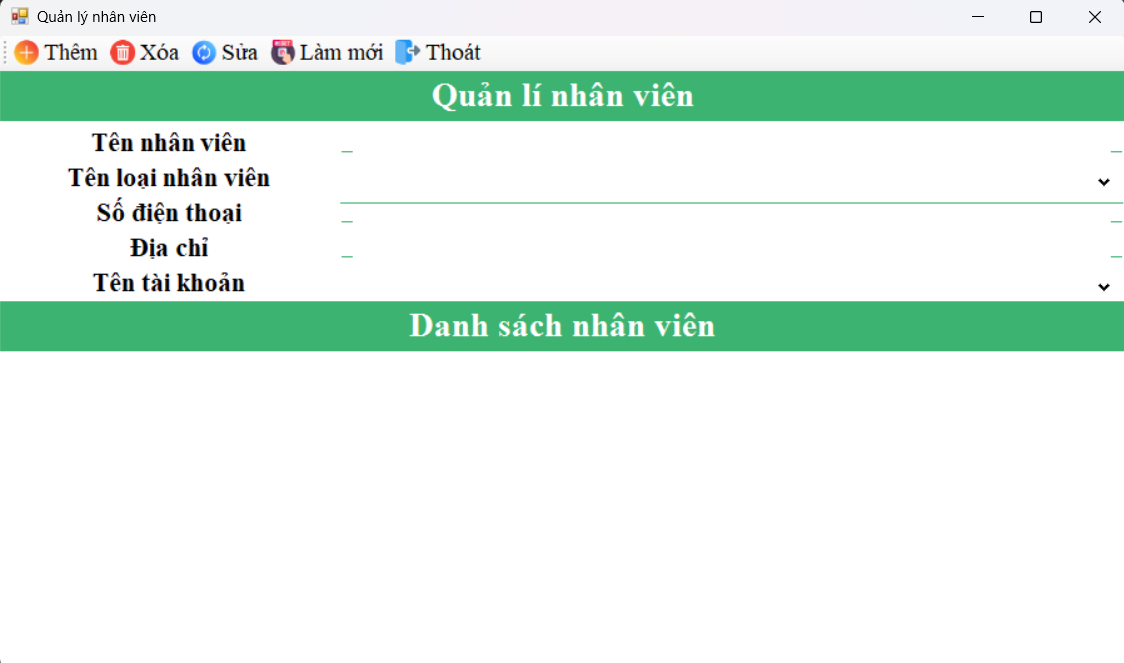 Quản lý nhân viên
Thêm Xóa Sửa Làm mới Thoát
Quản lí nhân viên
Tên nhân viên
Tên loại nhân viên
Số điện thoại
Địa chỉ
Tên tài khoản
Danh sách nhân viên